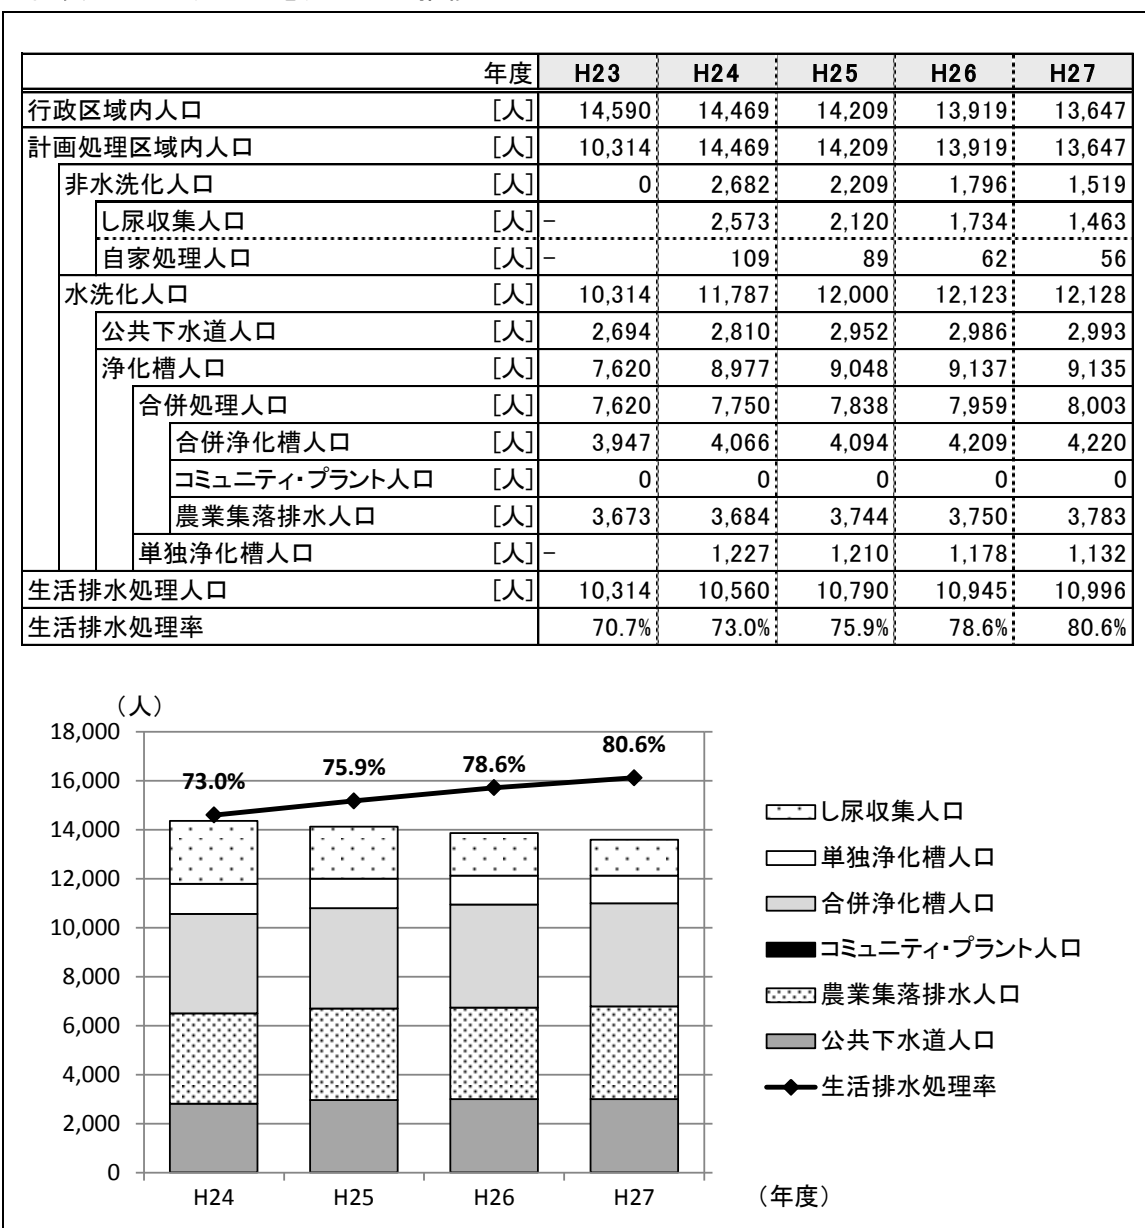 年度 H23 H24 H25 H26 H27
行政区域内人口 [人] 14,590 14,469 14,209 13,919 13,647
計画処理区域内人口 [人] 10,314 14,469 14,209 13,919 13,647
非水洗化人口 [人] 0 2,682 2,209 1,796 1,519
し尿収集人口 [人] - 2,573 2,120 1,734 1,463
自家処理人口 [人] - 109 89 62 56
水洗化人口 [人] 10,314 11,787 12,000 12,123 12,128
公共下水道人口 [人] 2,694 2,810 2,952 2,986 2,993
浄化槽人口 [人] 7,620 8,977 9,048 9,137 9,135
合併処理人口 [人] 7,620 7,750 7,838 7,959 8,003
合併浄化槽人口 [人] 3,947 4,066 4,094 4,209 4,220
コミュニティ・プラント人口 [人] 0 0 0 0 0
農業集落排水人口 [人] 3,673 3,684 3,744 3,750 3,783
単独浄化槽人口 [人] - 1,227 1,210 1,178 1,132
生活排水処理人口 [人] 10,314 10,560 10,790 10,945 10,996
生活排水処理率 70.7% 73.0% 75.9% 78.6% 80.6%
（人）
18,000
16,000
14,000
12,000
10,000
8,000
6,000
4,000
2,000
0
73.0% 75.9% 78.6% 80.6%
H24 H25 H26 H27 （年度）
し尿収集人口
単独浄化槽人口
合併浄化槽人口
コミュニティ・プラント人口
農業集落排水人口
公共下水道人口
生活排水処理率